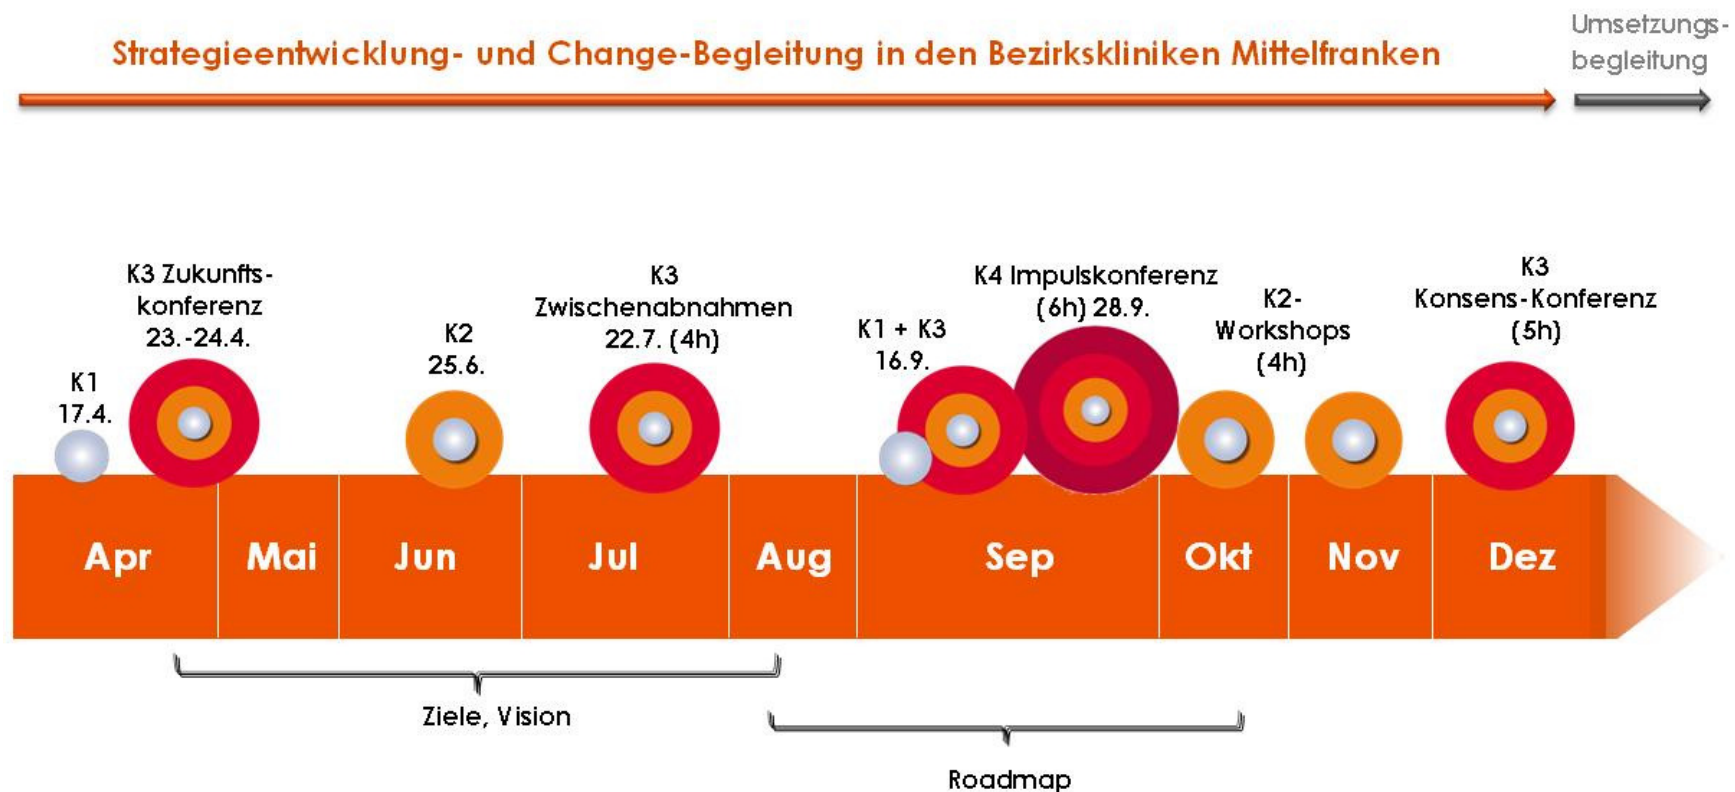 Strategieentwicklung- und Change-Begleitung in den Bezirkskliniken Mittelfranken
Umsetzungs-
begleitung
K1
17.4.
K3 Zukunfts-
konferenz
23.-24.4.
K2
25.6.
K3
Zwischenabnahmen
22.7. (4h)
K1 + K3
16.9.
K4 Impulskonferenz
(6h) 28.9.
K2-
Workshops
(4h)
K3
Konsens-Konferenz
(5h)
Apr
Mai
Jun
Jul
Aug
Sep
Okt
Nov
Dez
Ziele, Vision
Roadmap